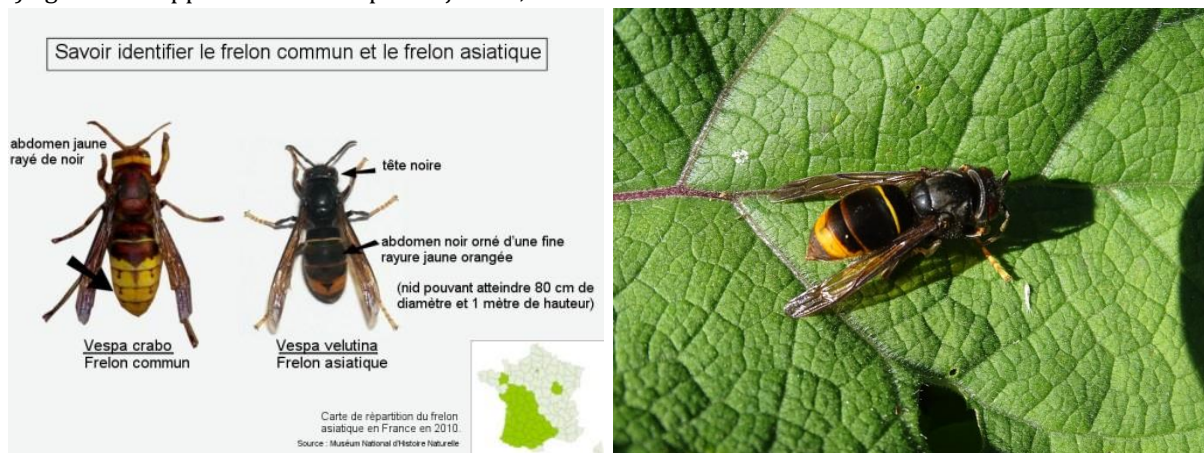 Savoir identifier le frelon commun et le frelon asiatique
abdomen jaune
rayé de noir
tête noire
abdomen noir orné d'une fine
rayure jaune orangée
(nid pouvant atteindre 80 cm de
diamètre et 1 mètre de hauteur)
Vespa crabo
Frelon commun
Vespa velutina
Frelon asiatique
Carte de répartition du frelon
asiatique en France en 2010.
Source : Muséum National d'Histoire Naturelle